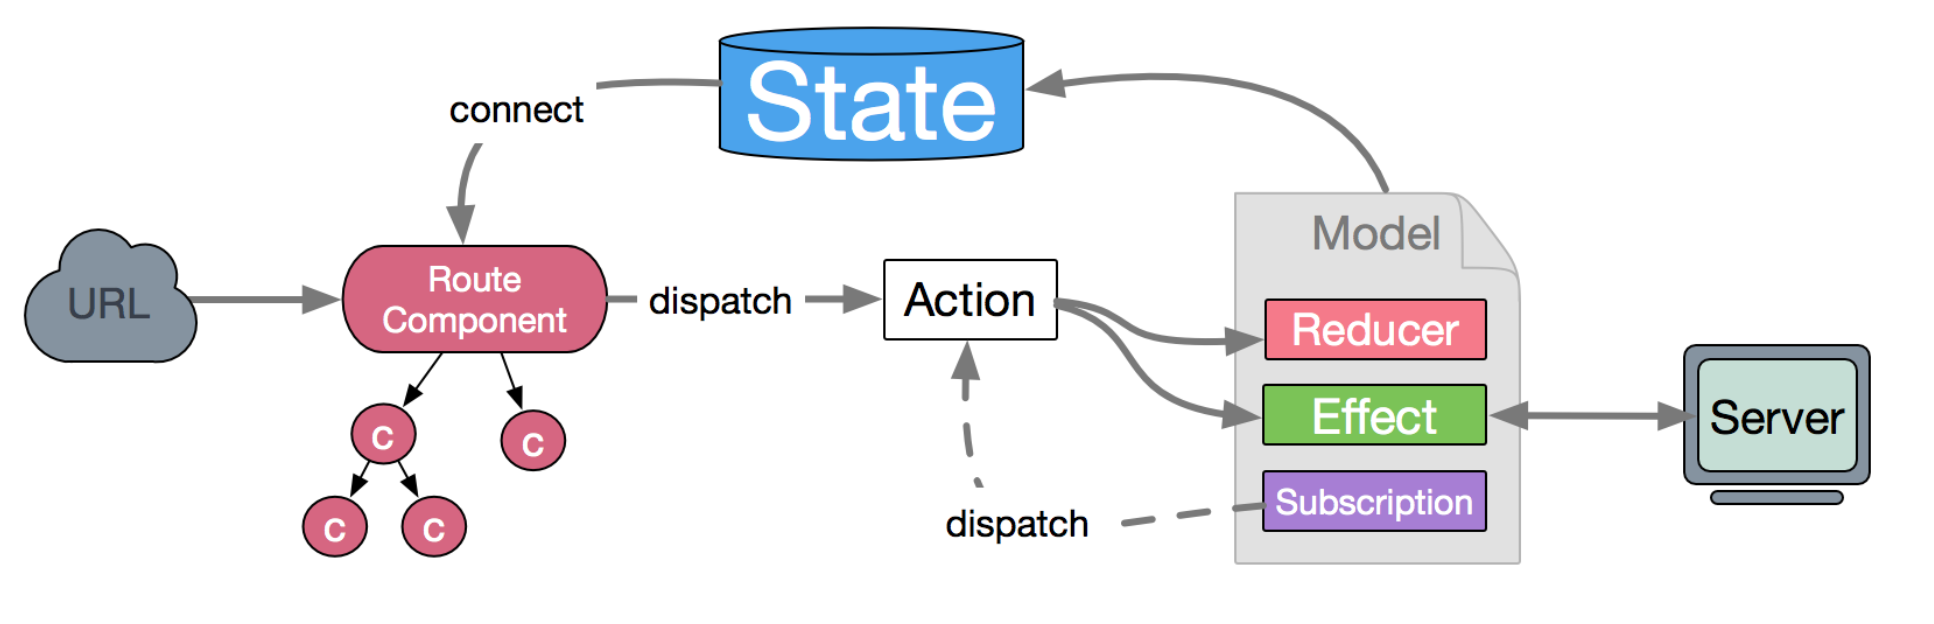 State
connect
URL
Route
Component
dispatch
Action
Model
Reducer
Effect
Subscription
Server
dispatch
C
C
C
C